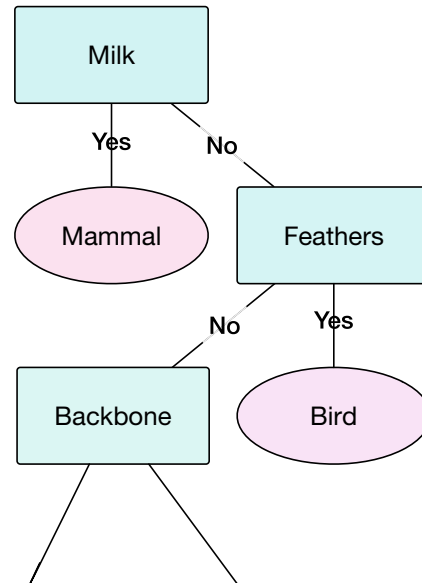 Milk
Yes
No
Mammal
Feathers
No
Yes
Backbone
Bird